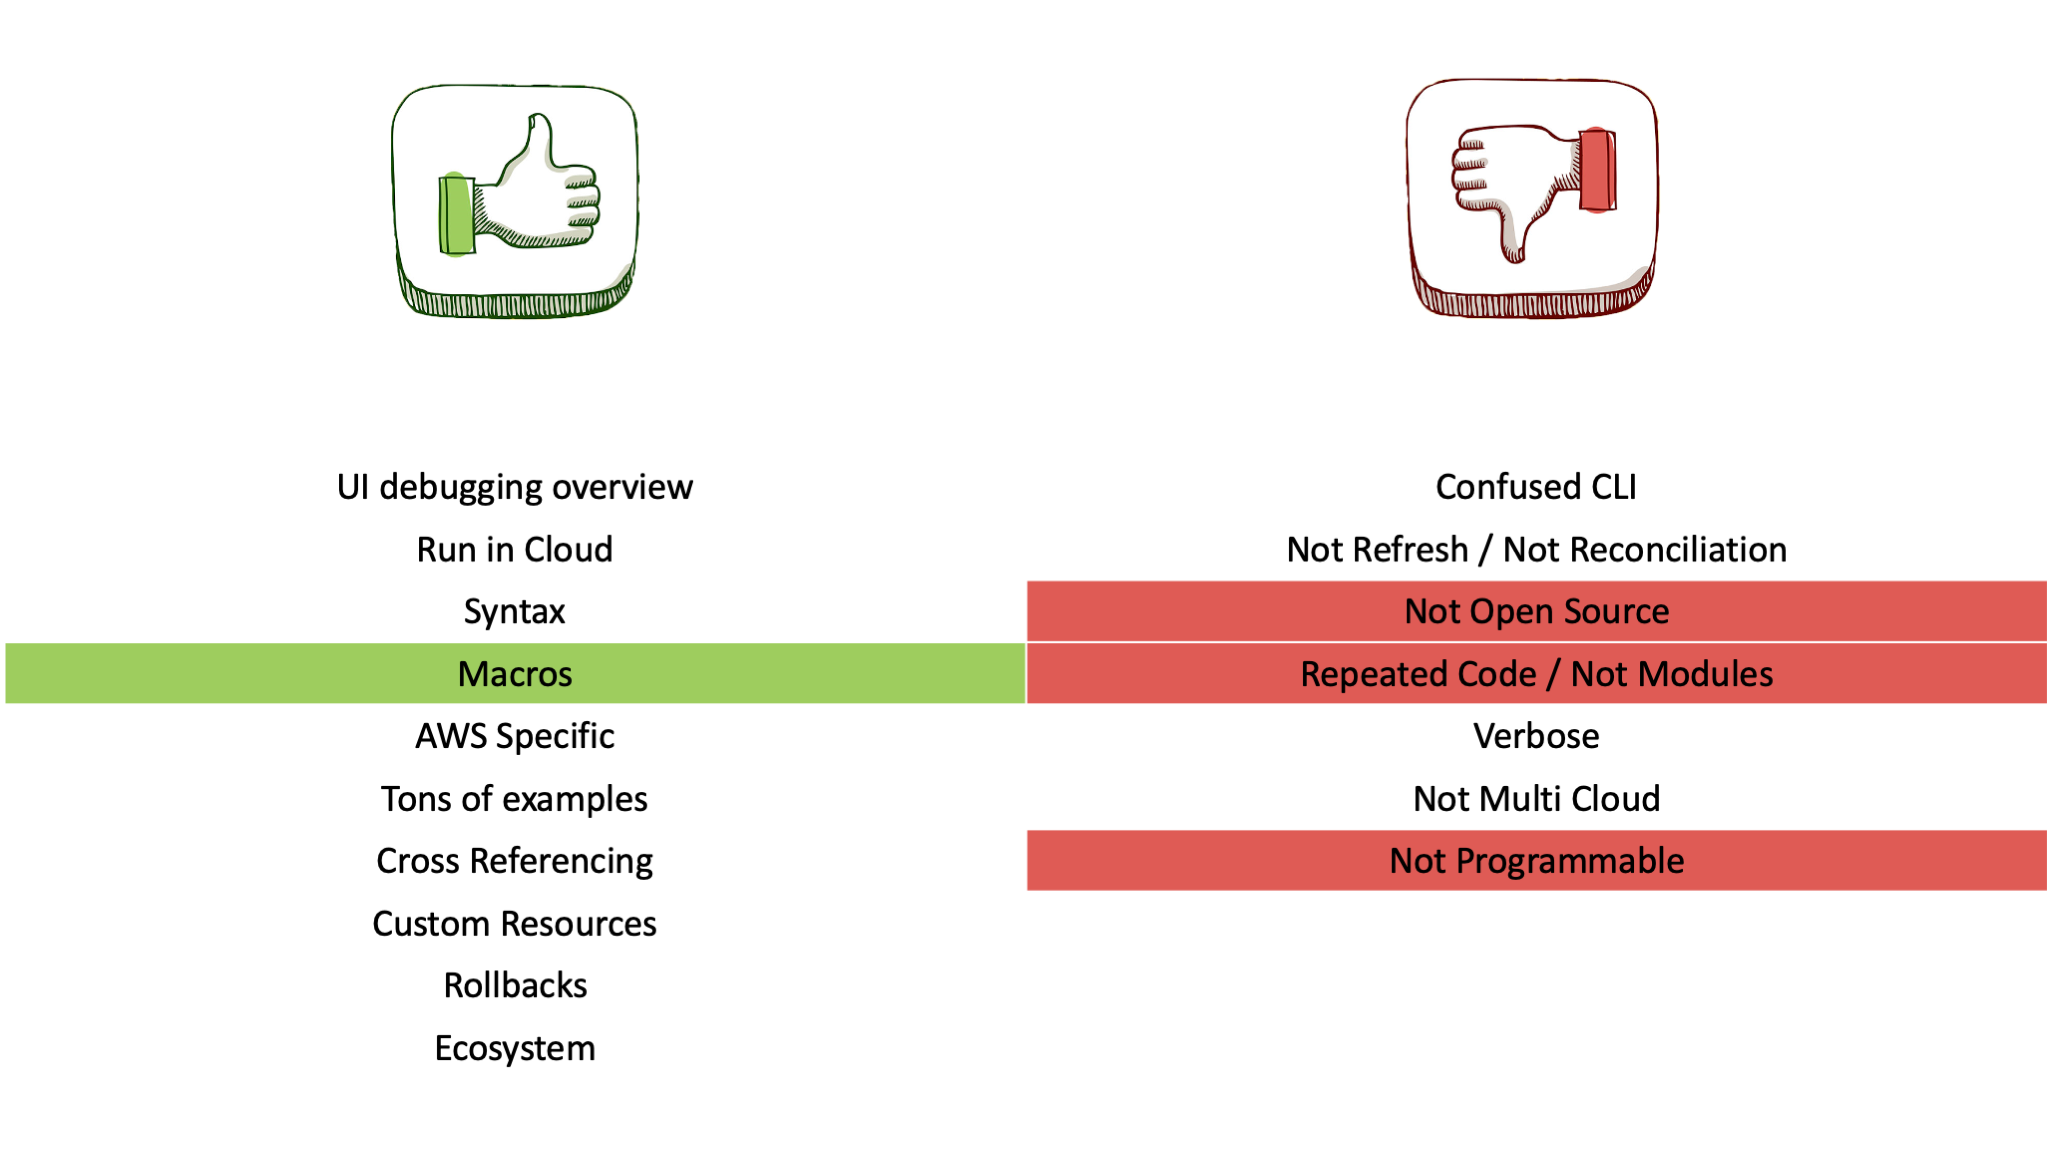 UI debugging overview
Confused CLI
Run in Cloud
Not Refresh / Not Reconciliation
Syntax
Not Open Source
Macros
Repeated Code / Not Modules
AWS Specific
Verbose
Tons of examples
Not Multi Cloud
Cross Referencing
Not Programmable
Custom Resources
Rollbacks
Ecosystem